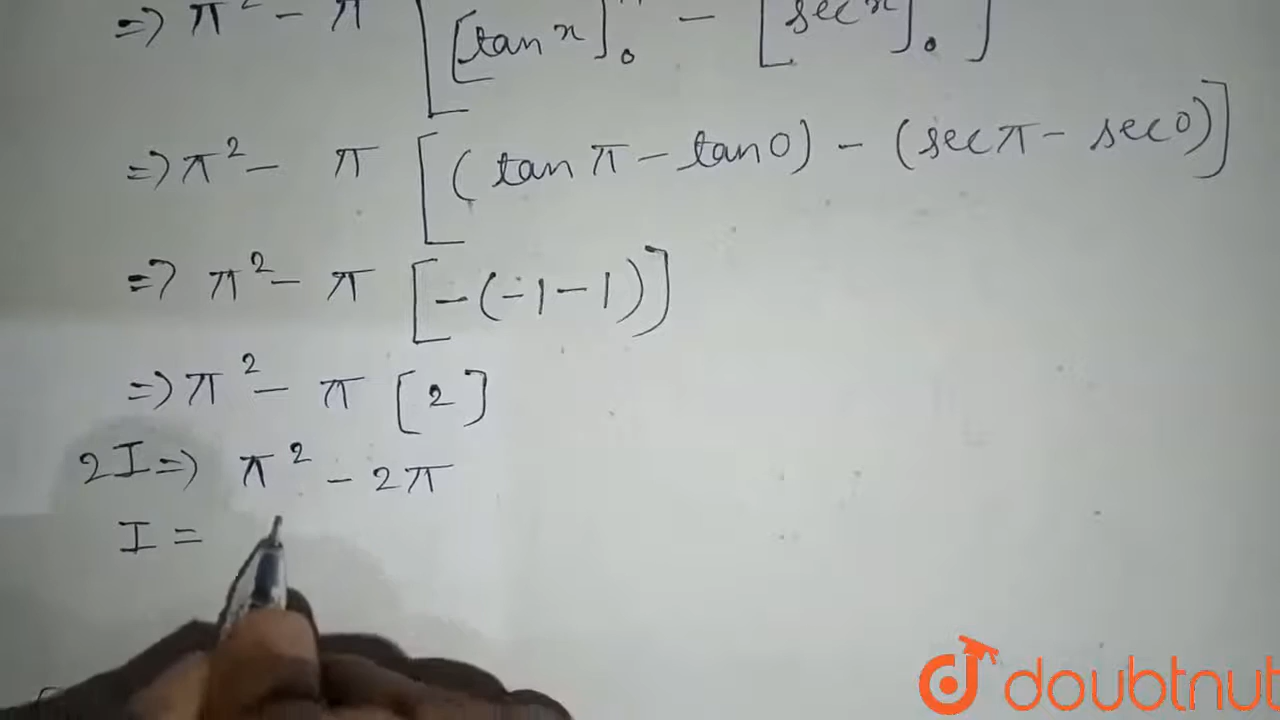 => π² - π [[tan x]₀ - [sec x]₀]
=> π² - π [(tan π - tan 0) - (sec π - sec 0)]
=> π² - π [-(-1-1)]
=> π² - π [2]
2I => π² - 2π
I =
doubtnut